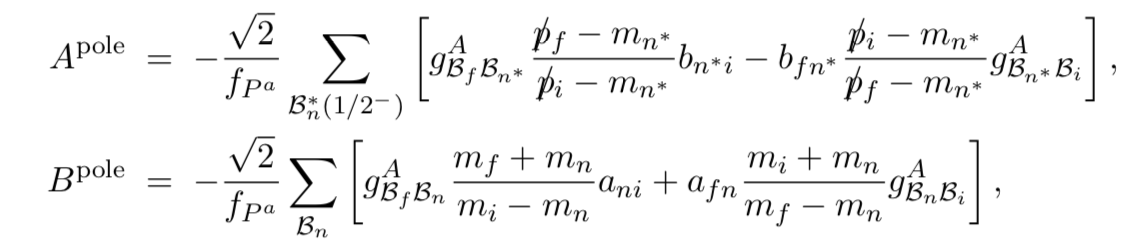 A^{\text{pole}} = -\frac{\sqrt{2}}{f_{P^a}} \sum_{\mathcal{B}_n^*(1/2^-)} \left[ g^A_{\mathcal{B}_f \mathcal{B}_{n^*}} \frac{\not{p}_f - m_{n^*}}{\not{p}_i - m_{n^*}} b_{n^*i} - b_{fn^*} \frac{\not{p}_i - m_{n^*}}{\not{p}_f - m_{n^*}} g^A_{\mathcal{B}_{n^*} \mathcal{B}_i} \right],
B^{\text{pole}} = -\frac{\sqrt{2}}{f_{P^a}} \sum_{\mathcal{B}_n} \left[ g^A_{\mathcal{B}_f \mathcal{B}_n} \frac{m_f + m_n}{m_i - m_n} a_{ni} + a_{fn} \frac{m_i + m_n}{m_f - m_n} g^A_{\mathcal{B}_n \mathcal{B}_i} \right],